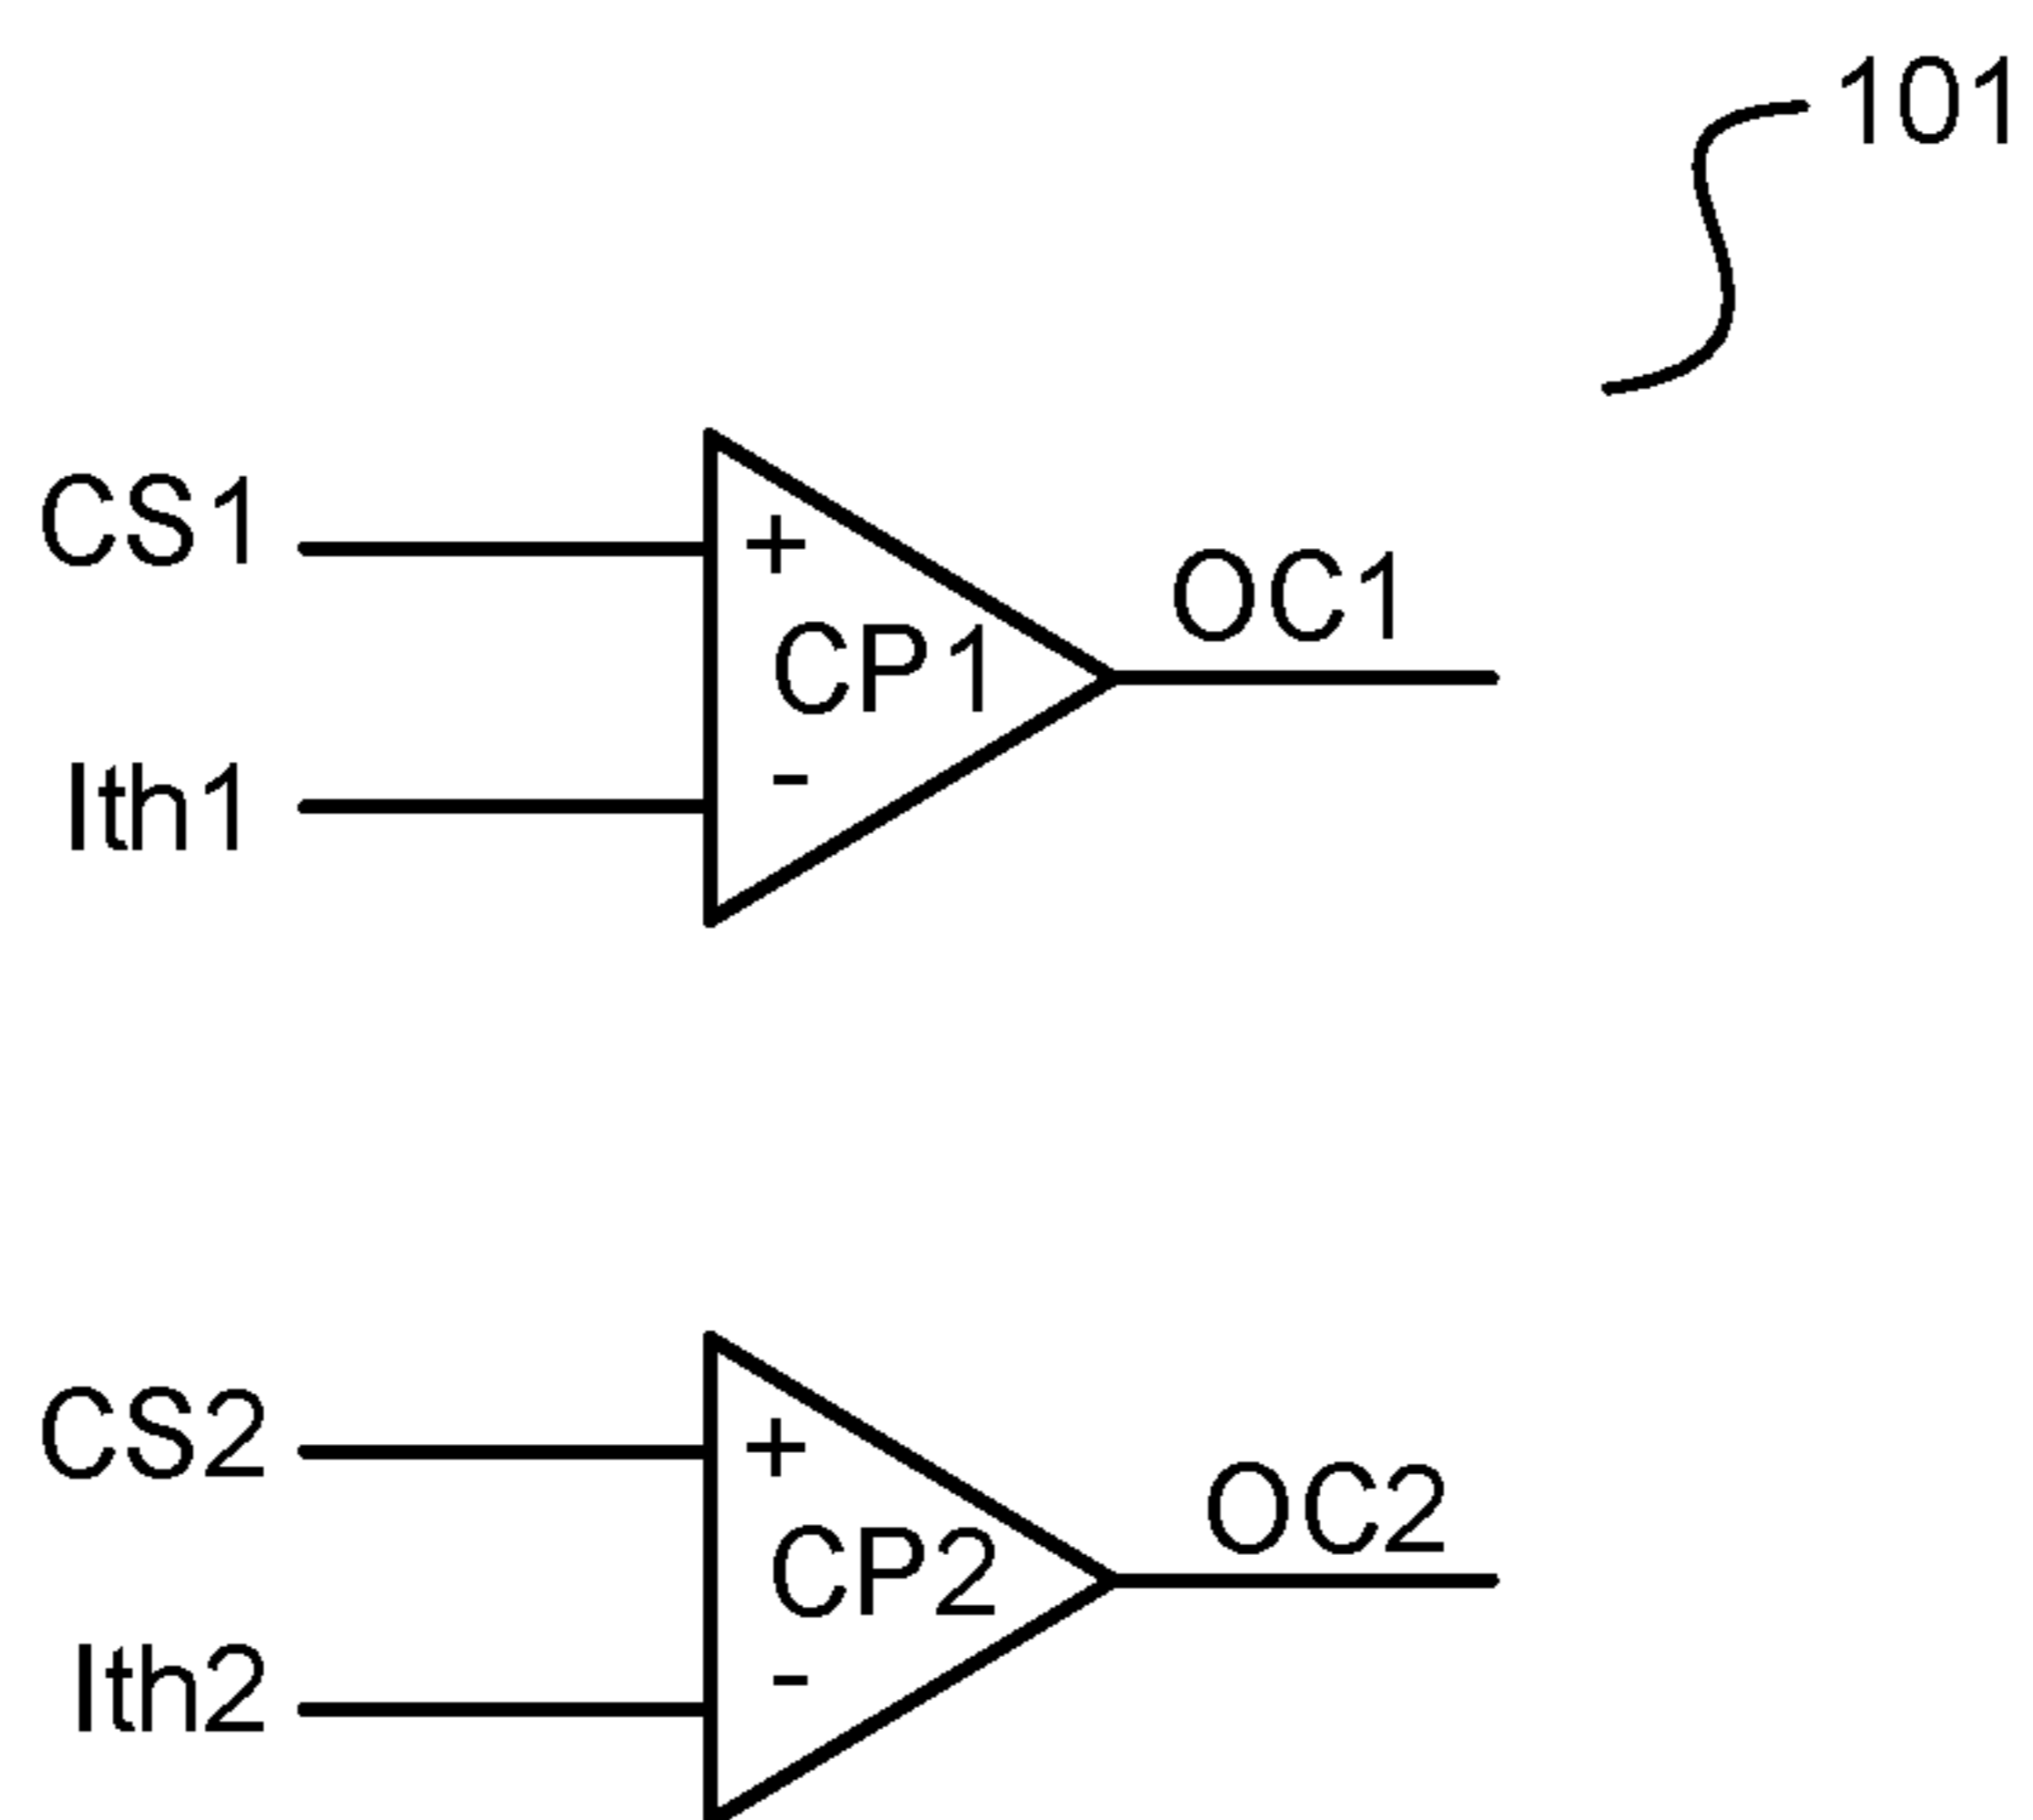 101
CS1
+
OC1
CP1
Ith1
-
CS2
+
OC2
CP2
Ith2
-